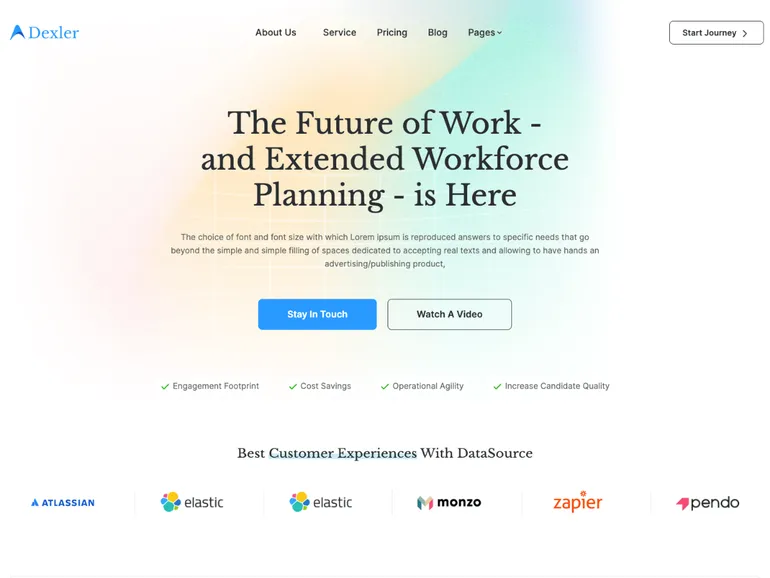 Dexler
About Us
Service
Pricing
Blog
Pages
Start Journey
The Future of Work -
and Extended Workforce
Planning - is Here
The choice of font and font size with which Lorem ipsum is reproduced answers to specific needs that go
beyond the simple and simple filling of spaces dedicated to accepting real texts and allowing to have hands an
advertising/publishing product,
Stay In Touch
Watch A Video
Engagement Footprint
Cost Savings
Operational Agility
Increase Candidate Quality
Best Customer Experiences With DataSource
ATLASSIAN
elastic
elastic
monzo
zapier
pendo